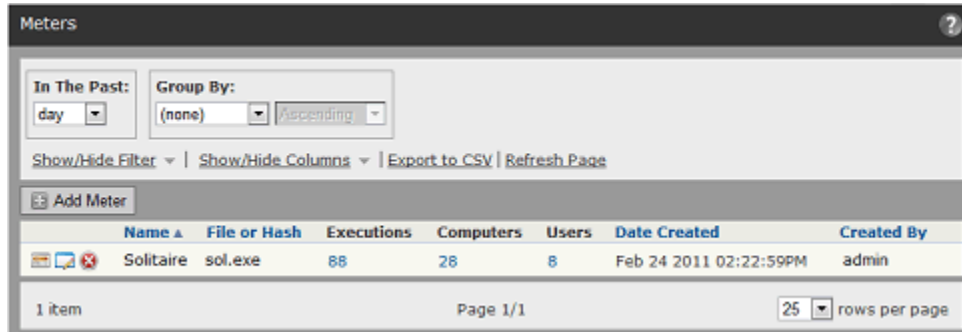 Meters
In The Past: Group By:
day (none) Ascending
Show/Hide Filter | Show/Hide Columns | Export to CSV | Refresh Page
Add Meter
Name File or Hash Executions Computers Users Date Created Created By
Solitaire sol.exe 88 28 8 Feb 24 2011 02:22:59PM admin
1 item Page 1/1 25 rows per page